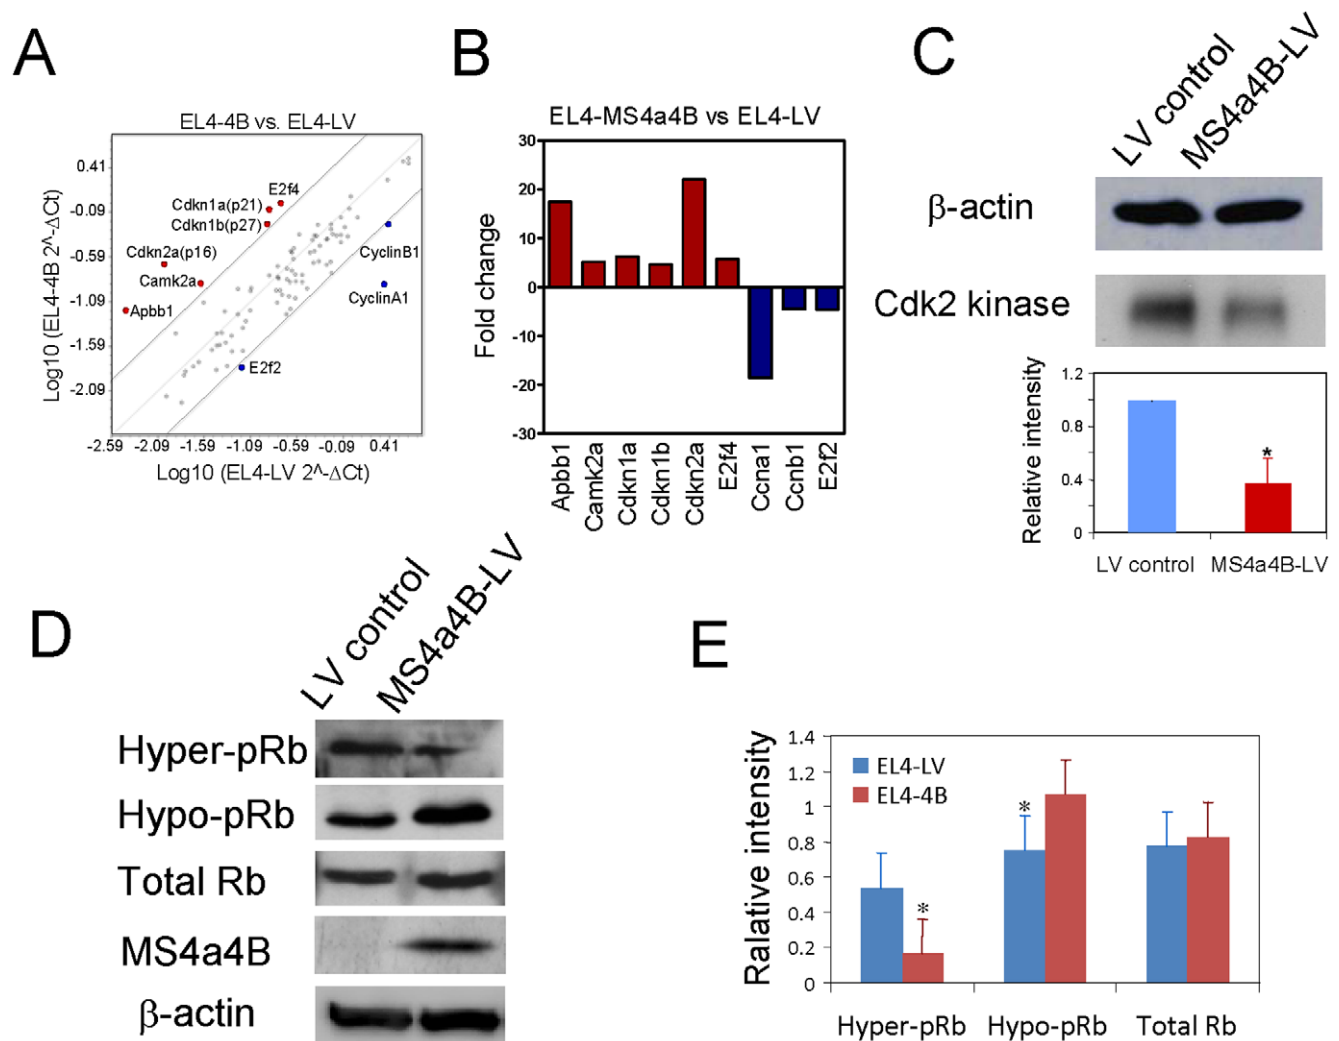 A
EL4-4B vs. EL4-LV
Log10 (EL4-4B 2^-ΔCt)
0.41
-0.09
-0.59
-1.09
-1.59
-2.09
E2f4
Cdkn1a(p21)
Cdkn1b(p27)
Cdkn2a(p16)
Camk2a
Apbb1
CyclinB1
CyclinA1
E2f2
-2.59 -2.09 -1.59 -1.09 -0.59 -0.09 0.41
Log10 (EL4-LV 2^-ΔCt)
B
EL4-MS4a4B vs EL4-LV
Fold change
30
20
10
0
-10
-20
-30
Apbb1
Camk2a
Cdkn1a
Cdkn1b
Cdkn2a
E2f4
Ccna1
Ccnb1
E2f2
C
LV control
MS4a4B-LV
β-actin
Cdk2 kinase
Relative intensity
1.2
0.8
0.4
0
*
LV control MS4a4B-LV
D
LV control
MS4a4B-LV
Hyper-pRb
Hypo-pRb
Total Rb
MS4a4B
β-actin
E
Ralative intensity
1.4
1.2
1
0.8
0.6
0.4
0.2
0
EL4-LV
EL4-4B
*
*
Hyper-pRb Hypo-pRb Total Rb